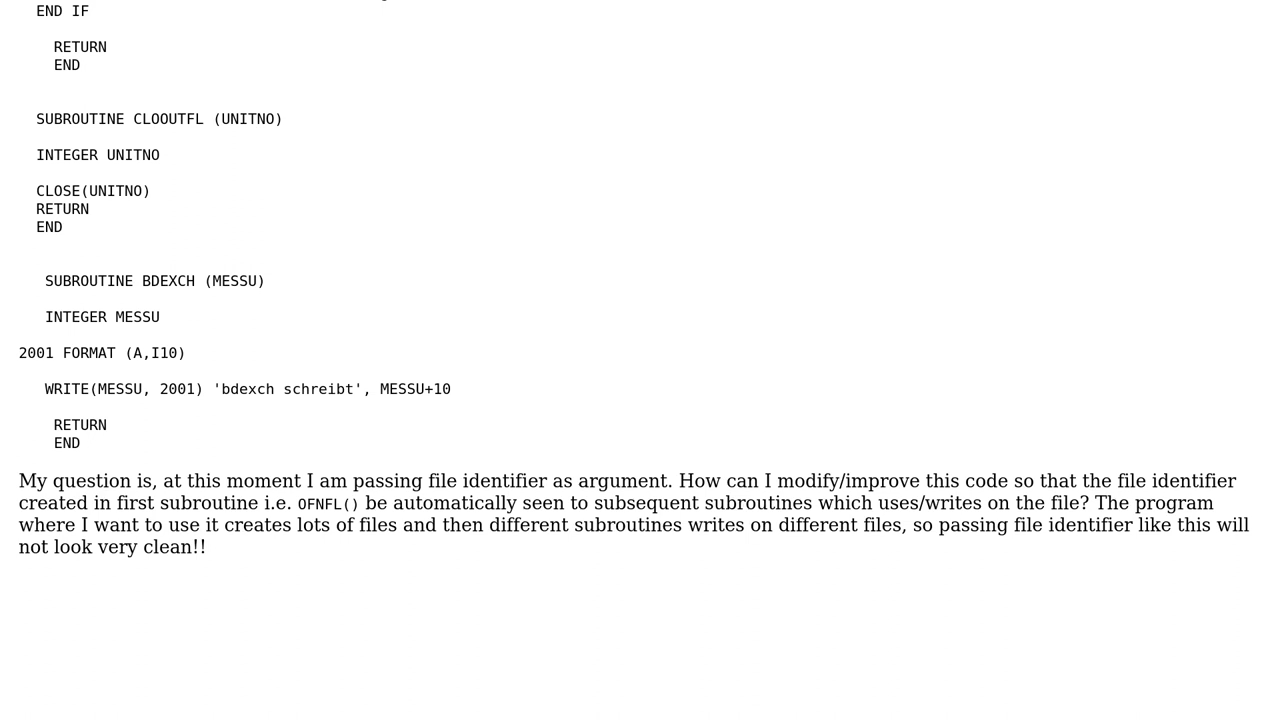 END IF
RETURN
END
SUBROUTINE CLOOUTFL (UNITNO)
INTEGER UNITNO
CLOSE(UNITNO)
RETURN
END
SUBROUTINE BDEXCH (MESSU)
INTEGER MESSU
2001 FORMAT (A,I10)
WRITE(MESSU, 2001) 'bdexch schreibt', MESSU+10
RETURN
END
My question is, at this moment I am passing file identifier as argument. How can I modify/improve this code so that the file identifier
created in first subroutine i.e. OFNFL() be automatically seen to subsequent subroutines which uses/writes on the file? The program
where I want to use it creates lots of files and then different subroutines writes on different files, so passing file identifier like this will
not look very clean!!